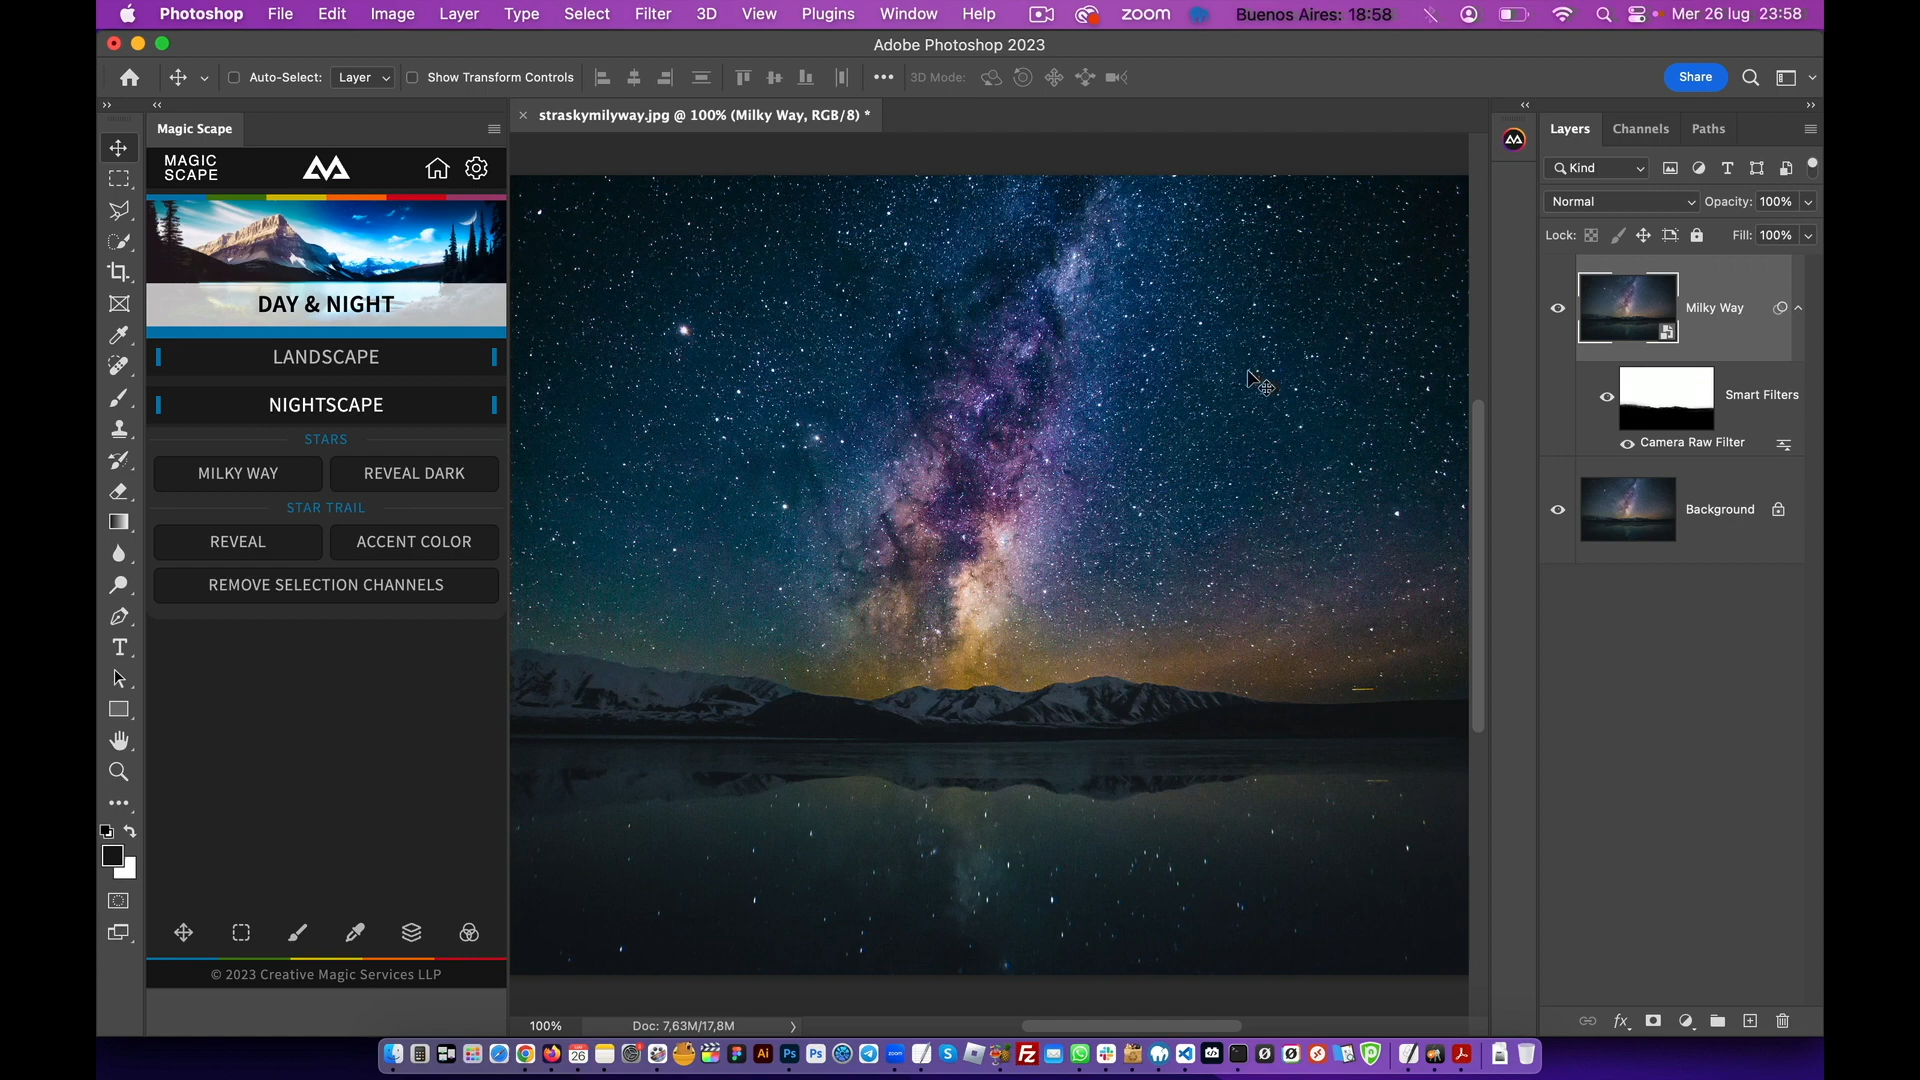 Photoshop File Edit Image Layer Type Select Filter 3D View Plugins Window Help zoom Buenos Aires: 18:58 Mer 26 lug 23:58
Adobe Photoshop 2023
Auto-Select: Layer Show Transform Controls 3D Mode: Share
Magic Scape
straskymilyway.jpg @ 100% (Milky Way, RGB/8) *
Layers Channels Paths
MAGIC
SCAPE
Kind
Normal Opacity: 100%
Lock: Fill: 100%
DAY & NIGHT
LANDSCAPE
NIGHTSCAPE
STARS
MILKY WAY REVEAL DARK
STAR TRAIL
REVEAL ACCENT COLOR
REMOVE SELECTION CHANNELS
Milky Way
Smart Filters
Camera Raw Filter
Background
© 2023 Creative Magic Services LLP
100% Doc: 7,63M/17,8M
fx